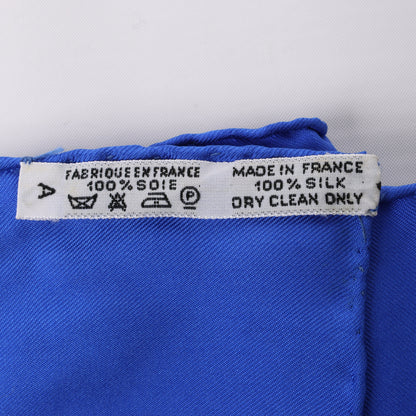 A
FABRIQUE EN FRANCE
100% SOIE
P
MADE IN FRANCE
100% SILK
DRY CLEAN ONLY